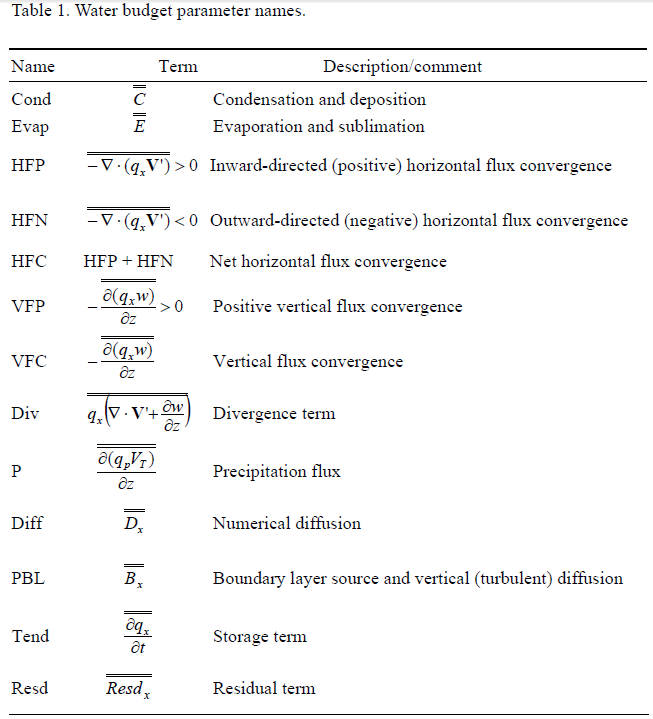 Table 1. Water budget parameter names.
Name Term Description/comment
Cond $\overline{\overline{C}}$ Condensation and deposition
Evap $\overline{\overline{E}}$ Evaporation and sublimation
HFP $\overline{\overline{-\nabla\cdot(q_x\mathbf{V}')}} > 0$ Inward-directed (positive) horizontal flux convergence
HFN $\overline{\overline{-\nabla\cdot(q_x\mathbf{V}')}} < 0$ Outward-directed (negative) horizontal flux convergence
HFC HFP + HFN Net horizontal flux convergence
VFP $-\overline{\overline{\frac{\partial(q_x w)}{\partial z}}} > 0$ Positive vertical flux convergence
VFC $-\overline{\overline{\frac{\partial(q_x w)}{\partial z}}}$ Vertical flux convergence
Div $\overline{\overline{q_x\left(\nabla\cdot\mathbf{V}'+\frac{\partial w}{\partial z}\right)}}$ Divergence term
P $\overline{\overline{\frac{\partial(q_p V_T)}{\partial z}}}$ Precipitation flux
Diff $\overline{\overline{D_x}}$ Numerical diffusion
PBL $\overline{\overline{B_x}}$ Boundary layer source and vertical (turbulent) diffusion
Tend $\overline{\overline{\frac{\partial q_x}{\partial t}}}$ Storage term
Resd $\overline{\overline{Resd_x}}$ Residual term